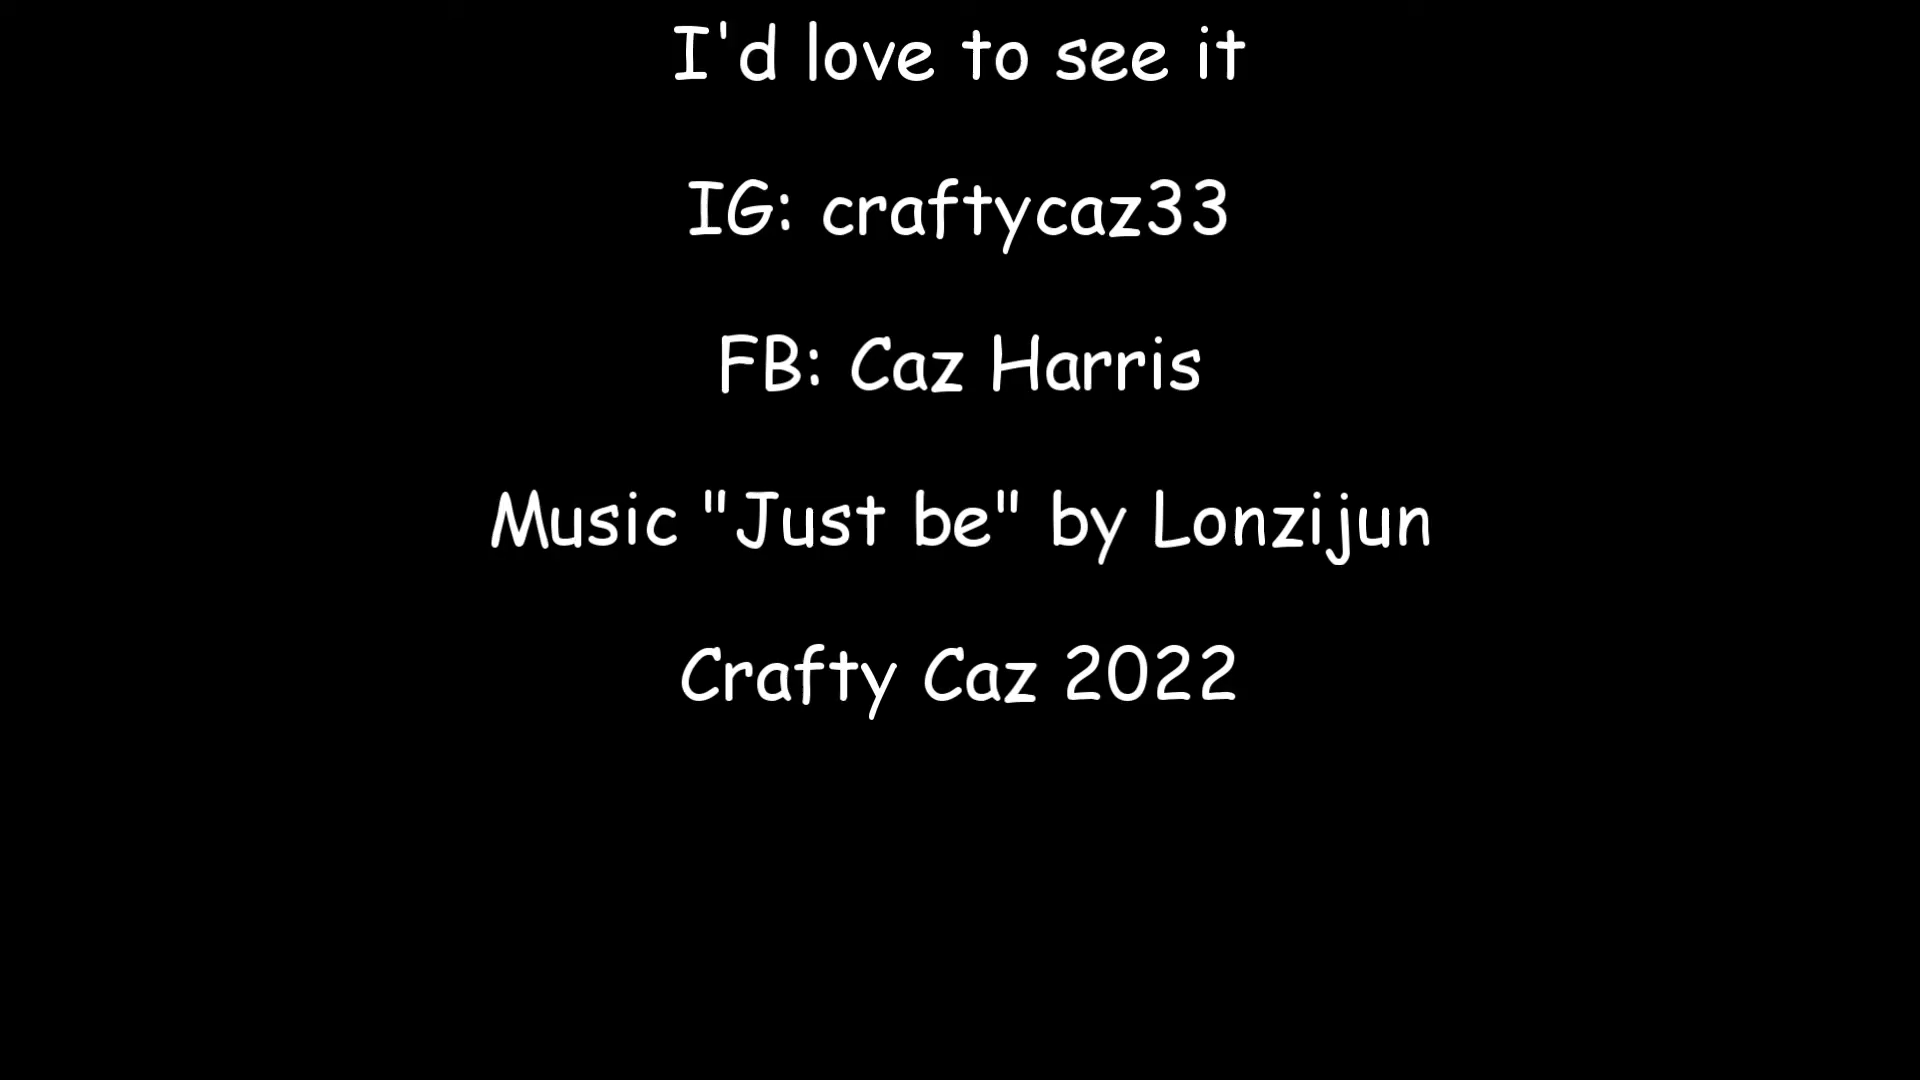 I'd love to see it
IG: craftycaz33
FB: Caz Harris
Music "Just be" by Lonzijun
Crafty Caz 2022